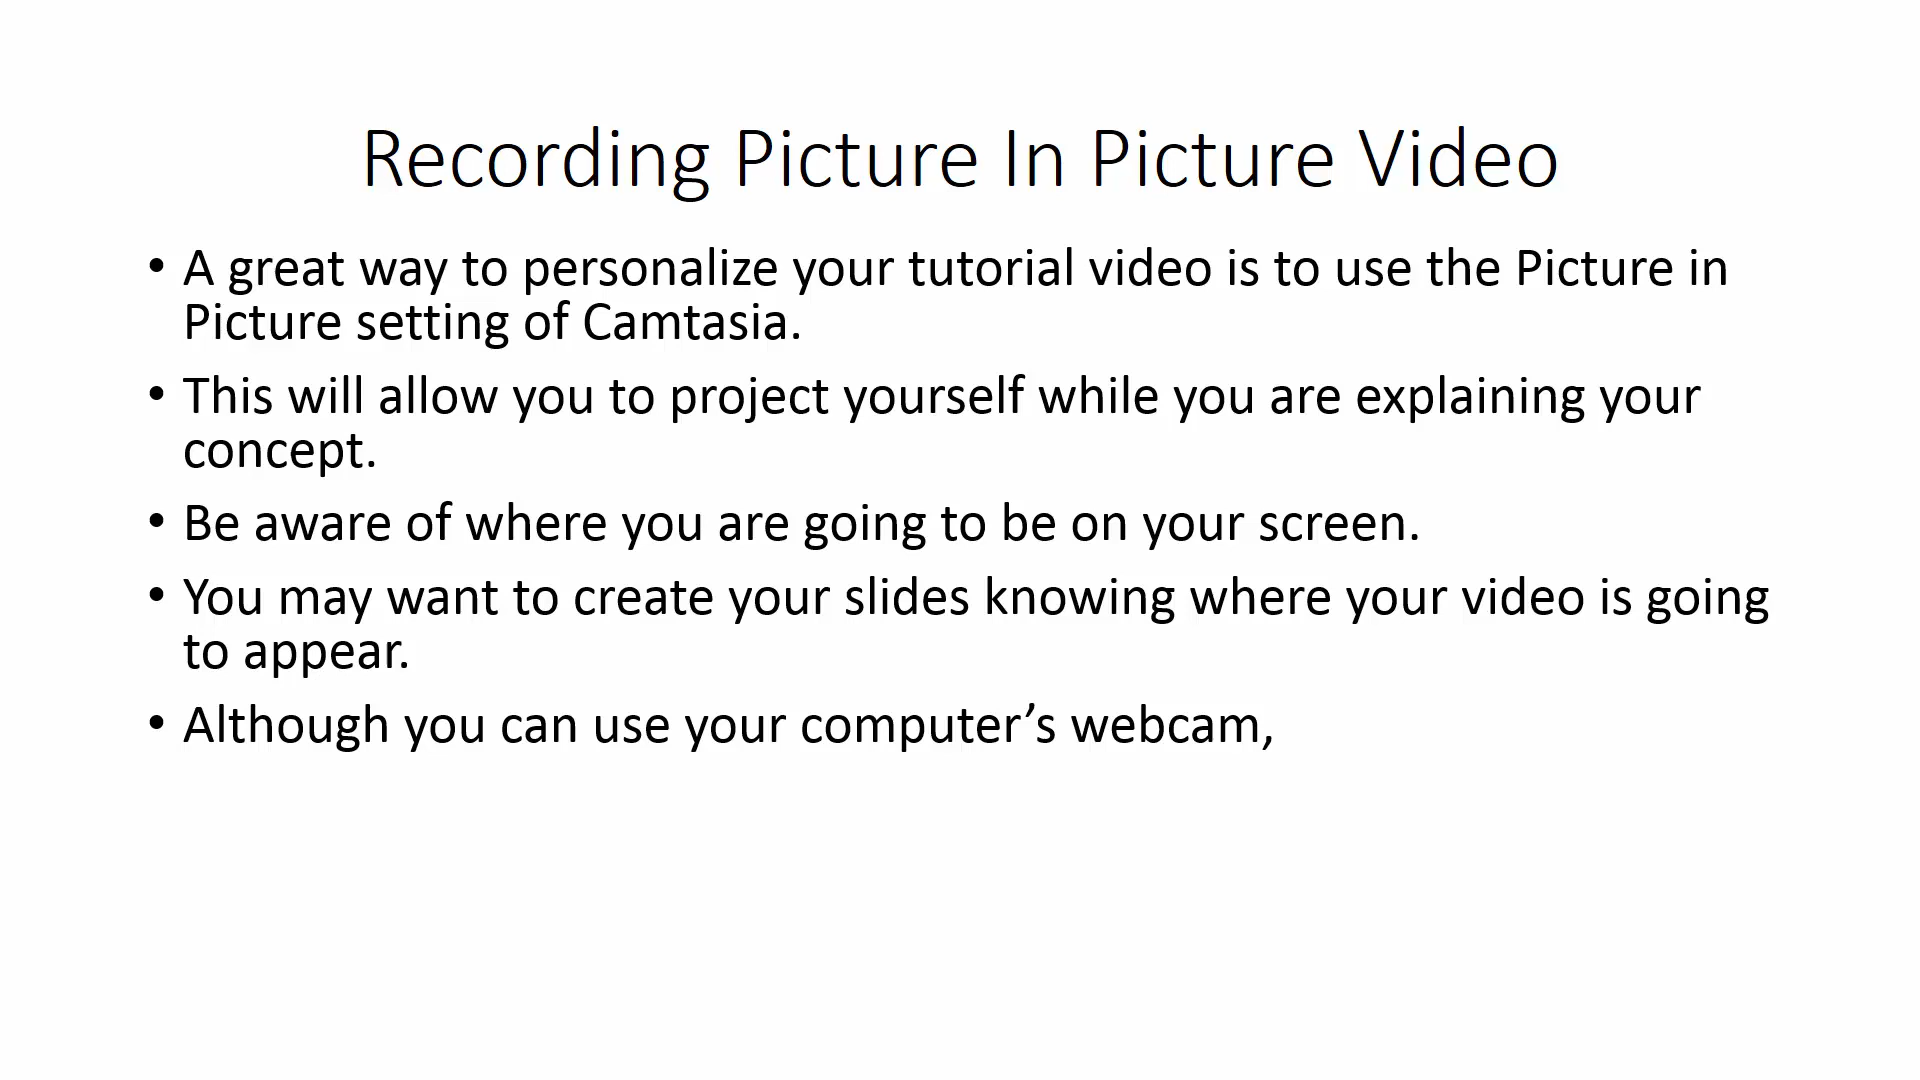 Recording Picture In Picture Video
• A great way to personalize your tutorial video is to use the Picture in
Picture setting of Camtasia.
• This will allow you to project yourself while you are explaining your
concept.
• Be aware of where you are going to be on your screen.
• You may want to create your slides knowing where your video is going
to appear.
• Although you can use your computer’s webcam,